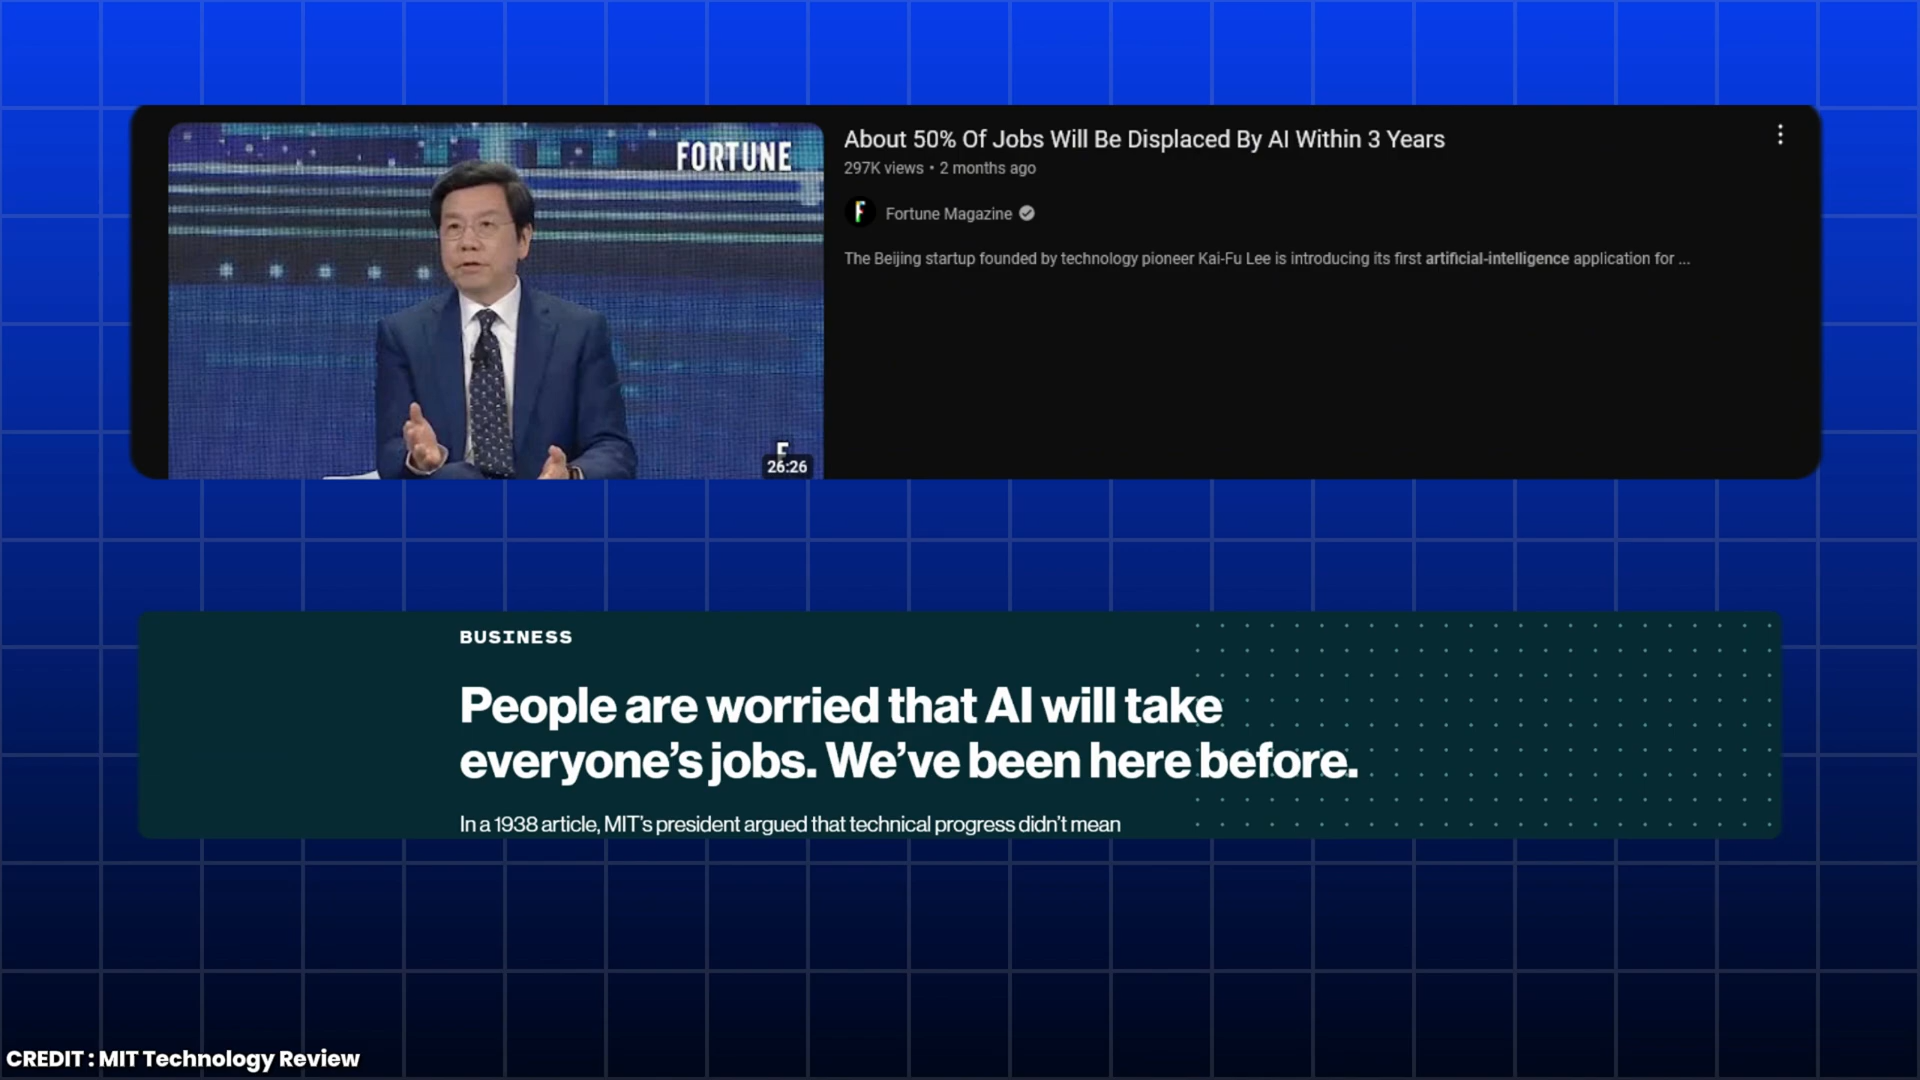 FORTUNE
26:26
About 50% Of Jobs Will Be Displaced By AI Within 3 Years
297K views • 2 months ago
F Fortune Magazine
The Beijing startup founded by technology pioneer Kai-Fu Lee is introducing its first artificial-intelligence application for ...
BUSINESS
People are worried that AI will take
everyone’s jobs. We’ve been here before.
In a 1938 article, MIT’s president argued that technical progress didn’t mean
CREDIT : MIT Technology Review